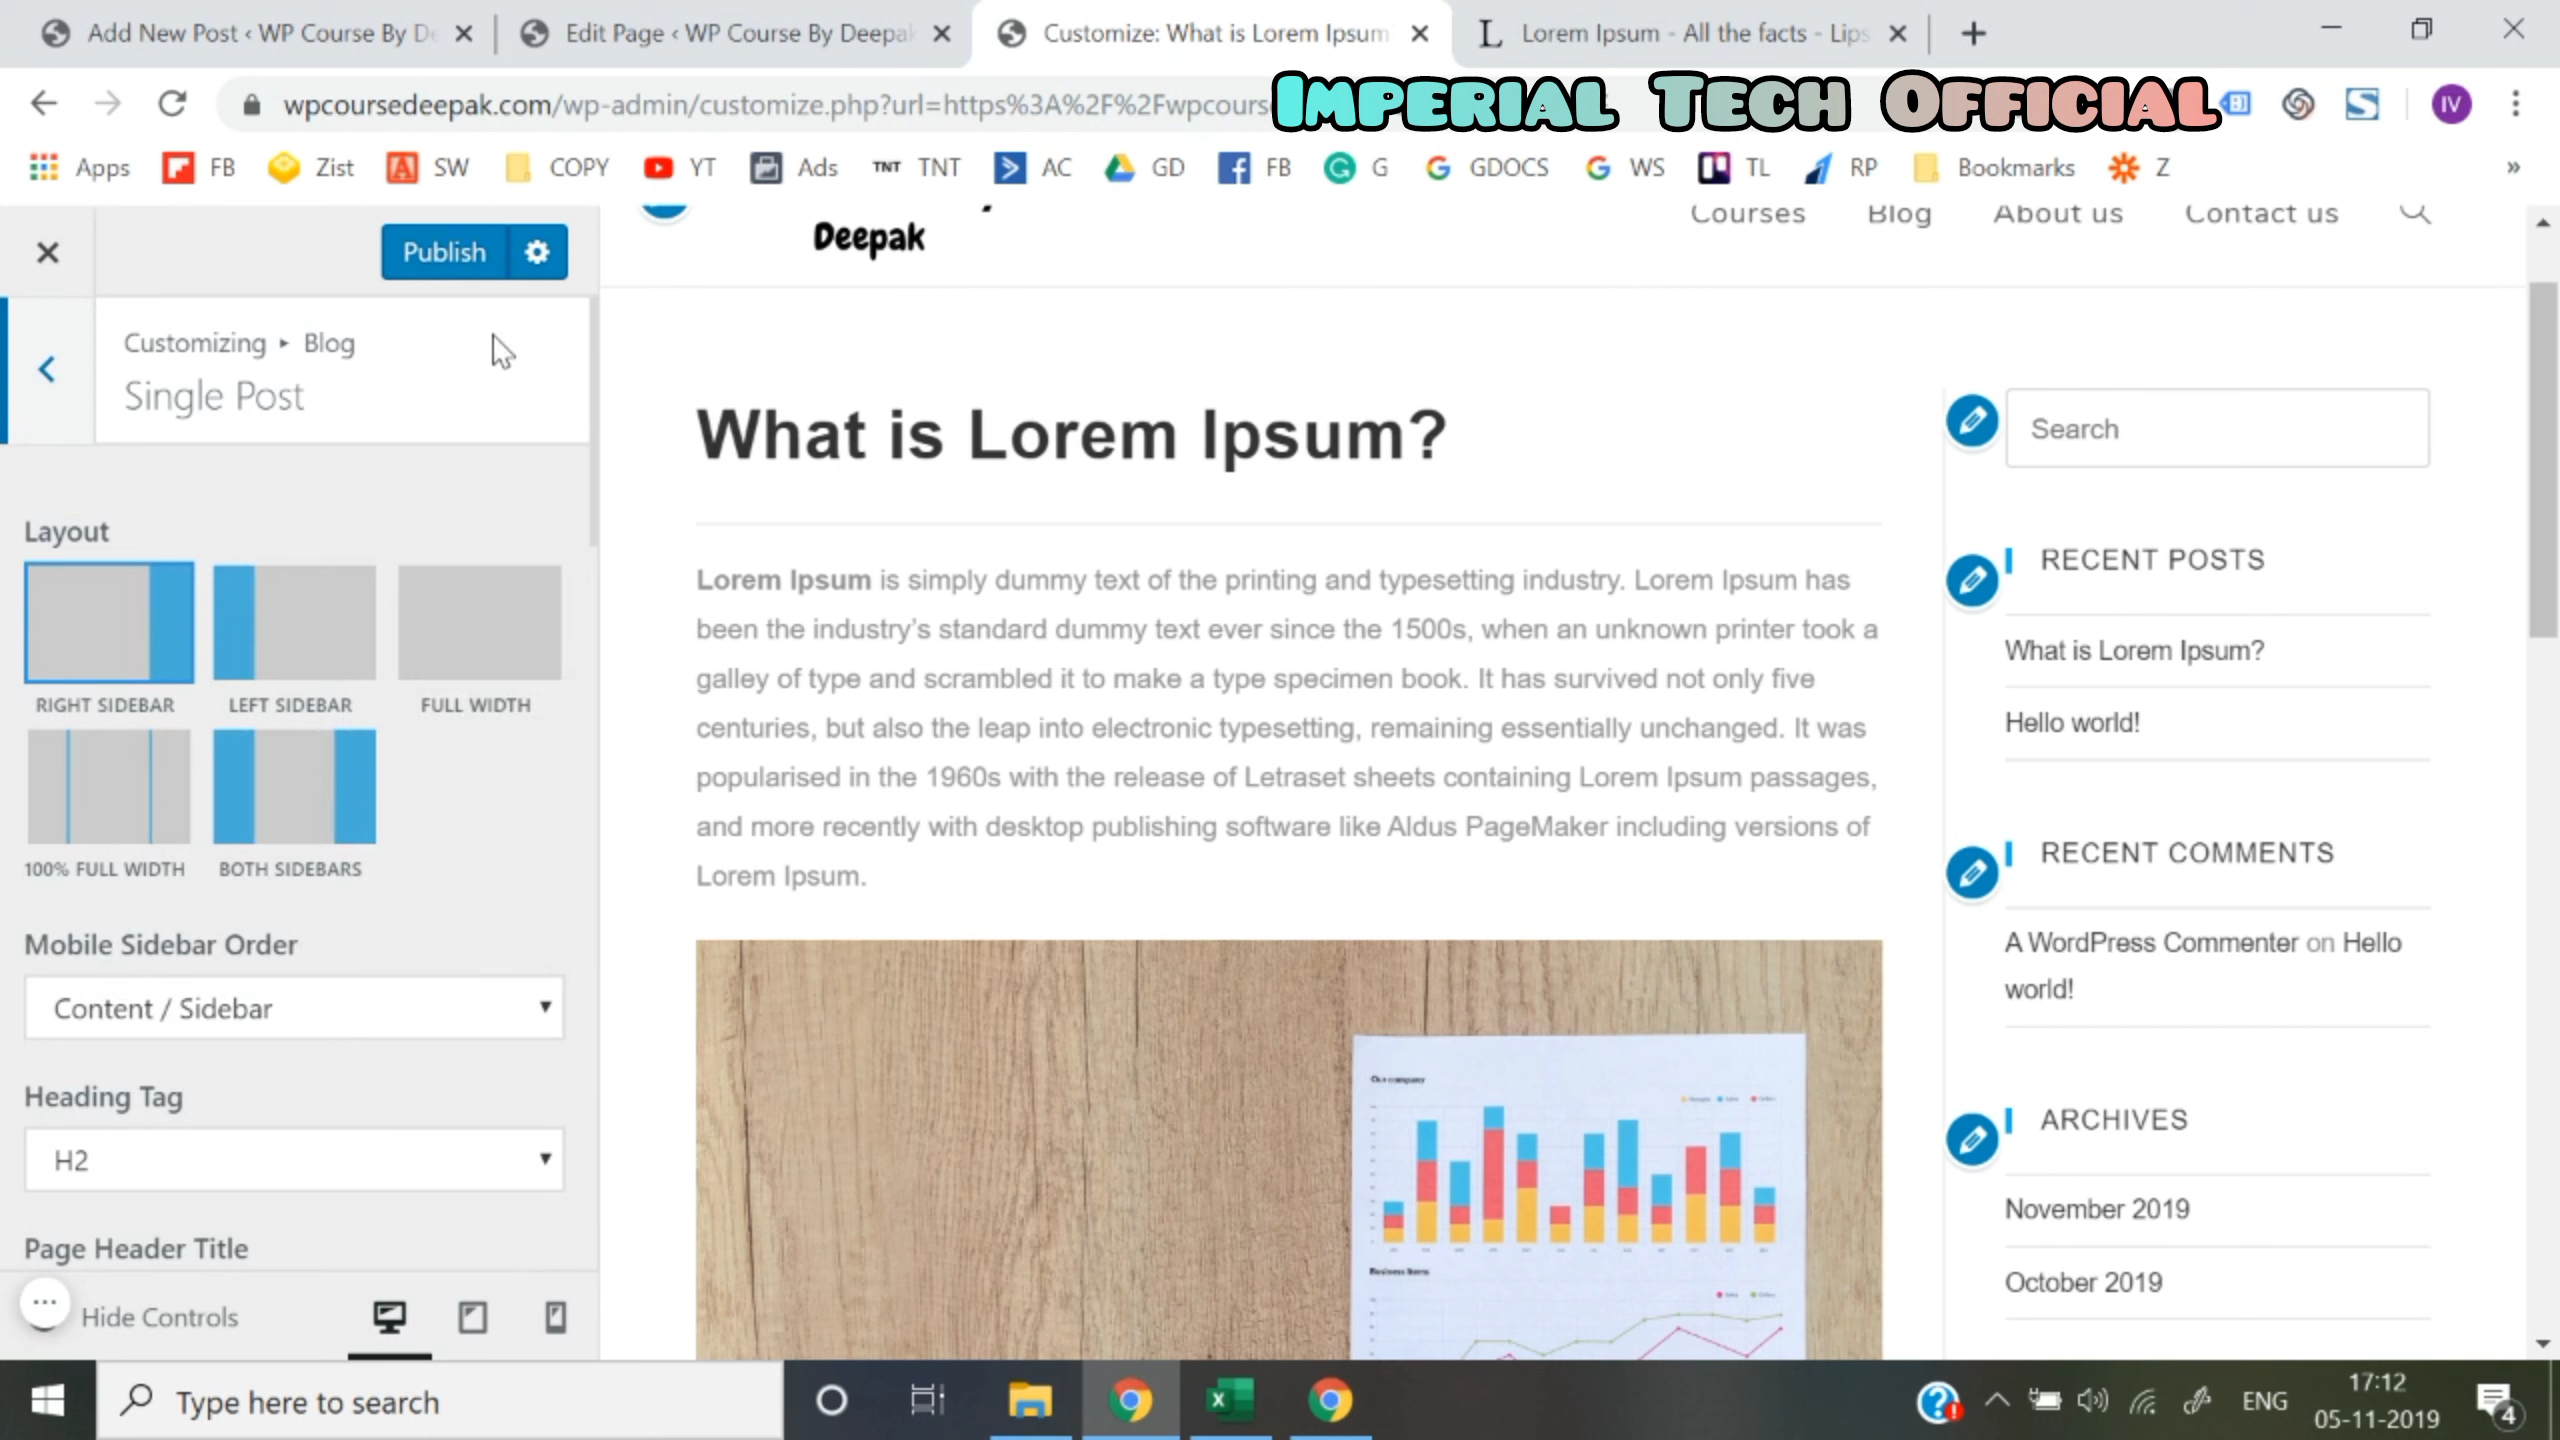 Add New Post ‹ WP Course By De
Edit Page ‹ WP Course By Deepak
Customize: What is Lorem Ipsum
Lorem Ipsum - All the facts - Lips
wpcoursedeepak.com/wp-admin/customize.php?url=https%3A%2F%2Fwpcourse
Imperial Tech Official
IV
Apps
FB
Zist
SW
COPY
YT
Ads
TNT TNT
AC
GD
FB
G
GDOCS
WS
TL
RP
Bookmarks
Z
»
Publish
Customizing ▸ Blog
Single Post
Layout
RIGHT SIDEBAR
LEFT SIDEBAR
FULL WIDTH
100% FULL WIDTH
BOTH SIDEBARS
Mobile Sidebar Order
Content / Sidebar
Heading Tag
H2
Page Header Title
Hide Controls
Deepak
Courses
Blog
About us
Contact us
What is Lorem Ipsum?
Lorem Ipsum is simply dummy text of the printing and typesetting industry. Lorem Ipsum has
been the industry’s standard dummy text ever since the 1500s, when an unknown printer took a
galley of type and scrambled it to make a type specimen book. It has survived not only five
centuries, but also the leap into electronic typesetting, remaining essentially unchanged. It was
popularised in the 1960s with the release of Letraset sheets containing Lorem Ipsum passages,
and more recently with desktop publishing software like Aldus PageMaker including versions of
Lorem Ipsum.
Our company
Business Items
Search
RECENT POSTS
What is Lorem Ipsum?
Hello world!
RECENT COMMENTS
A WordPress Commenter on Hello
world!
ARCHIVES
November 2019
October 2019
Type here to search
ENG
17:12
05-11-2019
4